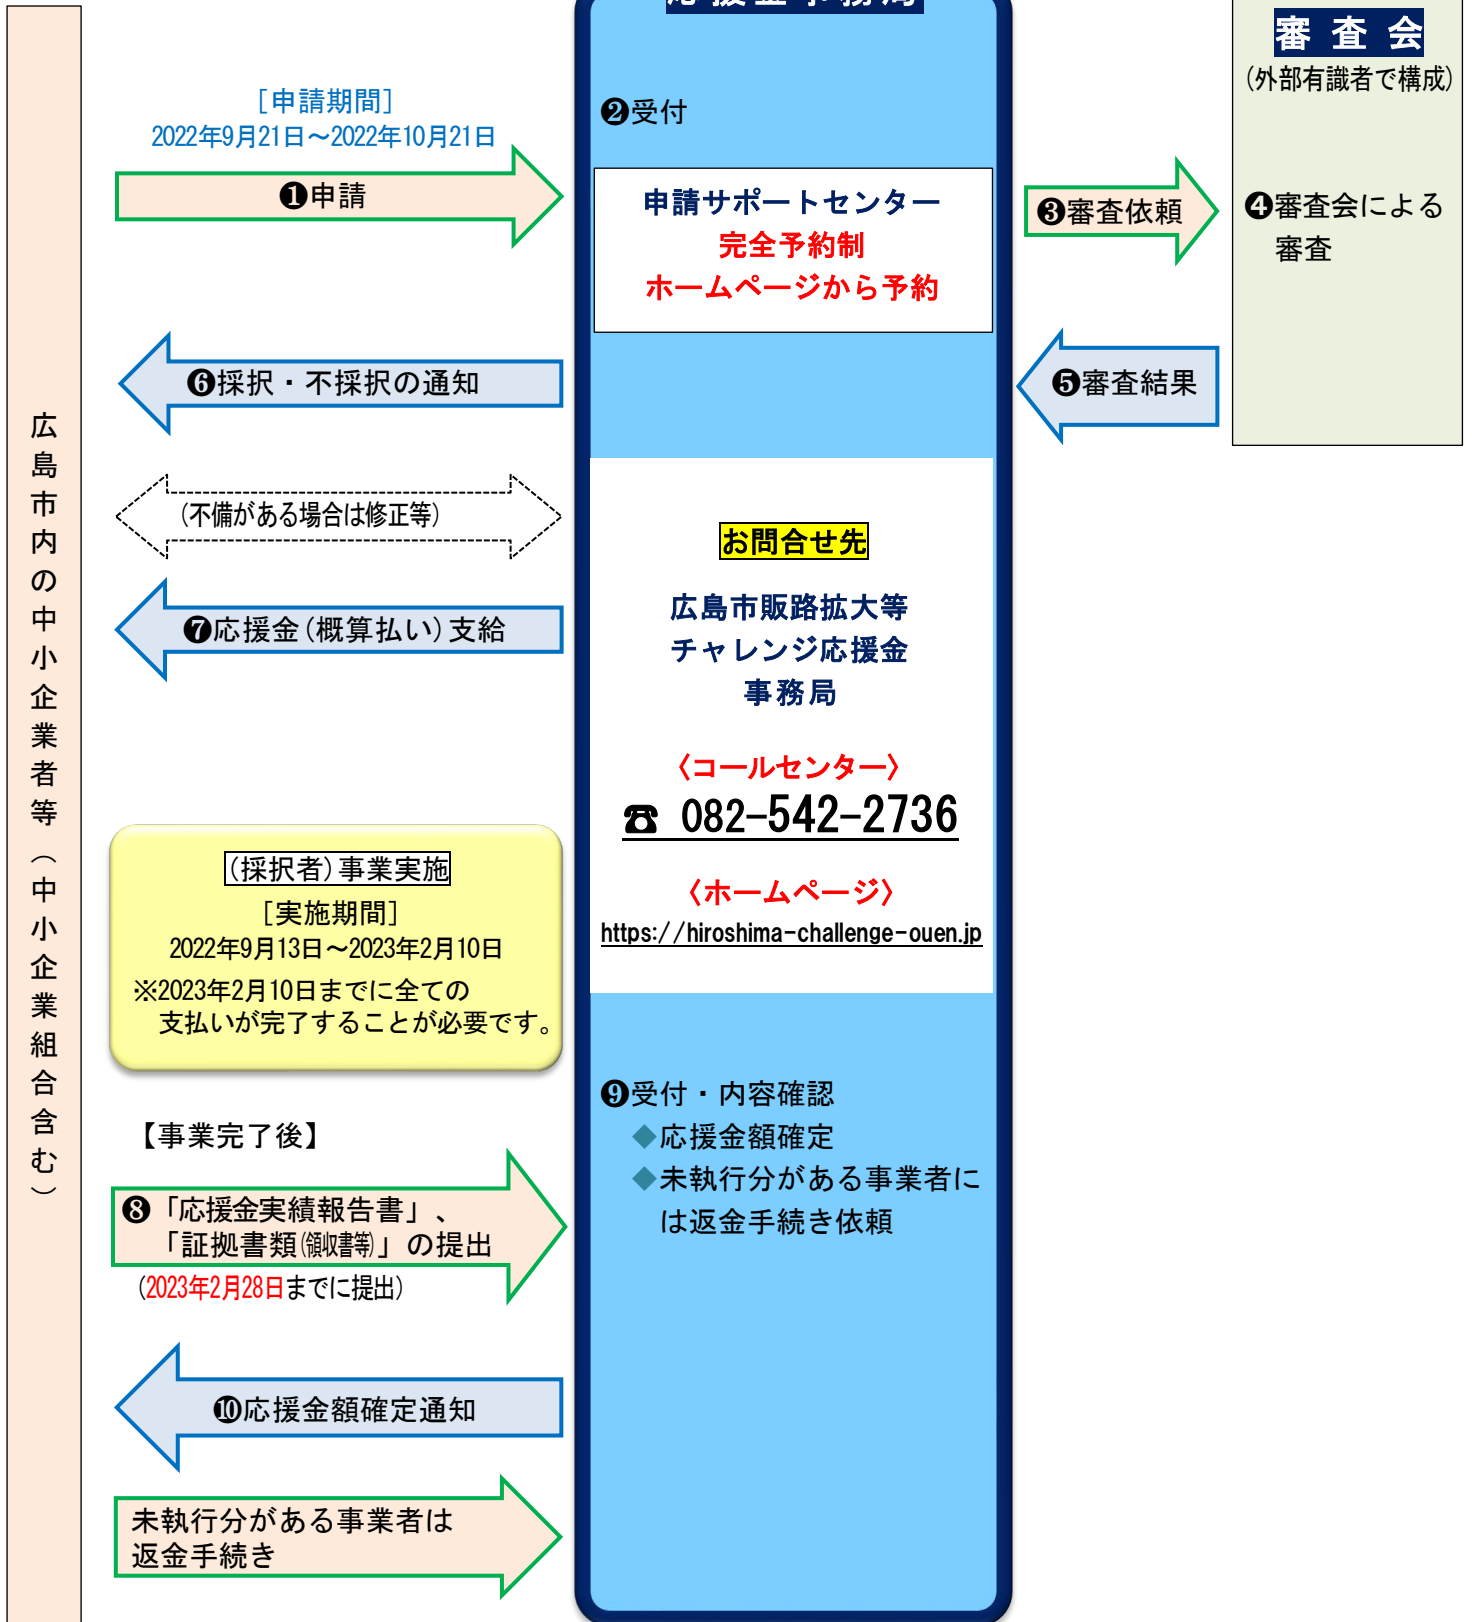 応援金事務局
審査会
(外部有識者で構成)
[申請期間]
2022年9月21日～2022年10月21日
❶申請
❷受付
申請サポートセンター
完全予約制
ホームページから予約
❸審査依頼
❹審査会による
審査
❺審査結果
❻採択・不採択の通知
(不備がある場合は修正等)
❼応援金(概算払い)支給
お問合せ先
広島市販路拡大等
チャレンジ応援金
事務局
〈コールセンター〉
☎ 082-542-2736
〈ホームページ〉
https://hiroshima-challenge-ouen.jp
広島市内の中小企業者等（中小企業組合含む）
(採択者)事業実施
[実施期間]
2022年9月13日～2023年2月10日
※2023年2月10日までに全ての
支払いが完了することが必要です。
【事業完了後】
❽「応援金実績報告書」、
「証拠書類(領収書等)」の提出
(2023年2月28日までに提出)
❾受付・内容確認
◆応援金額確定
◆未執行分がある事業者に
は返金手続き依頼
❿応援金額確定通知
未執行分がある事業者は
返金手続き